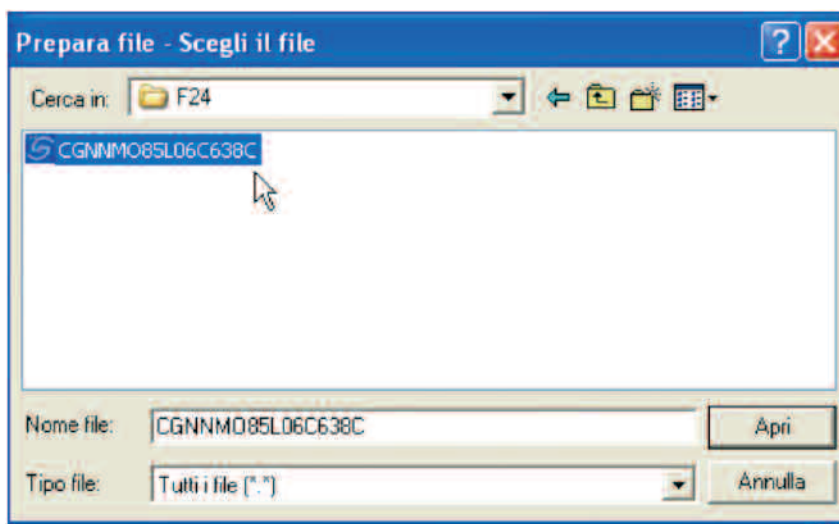 Prepara file - Scegli il file
Cerca in: F24
CGNNMO85L06C638C
Nome file: CGNNMO85L06C638C Apri
Tipo file: Tutti i file (*.*) Annulla